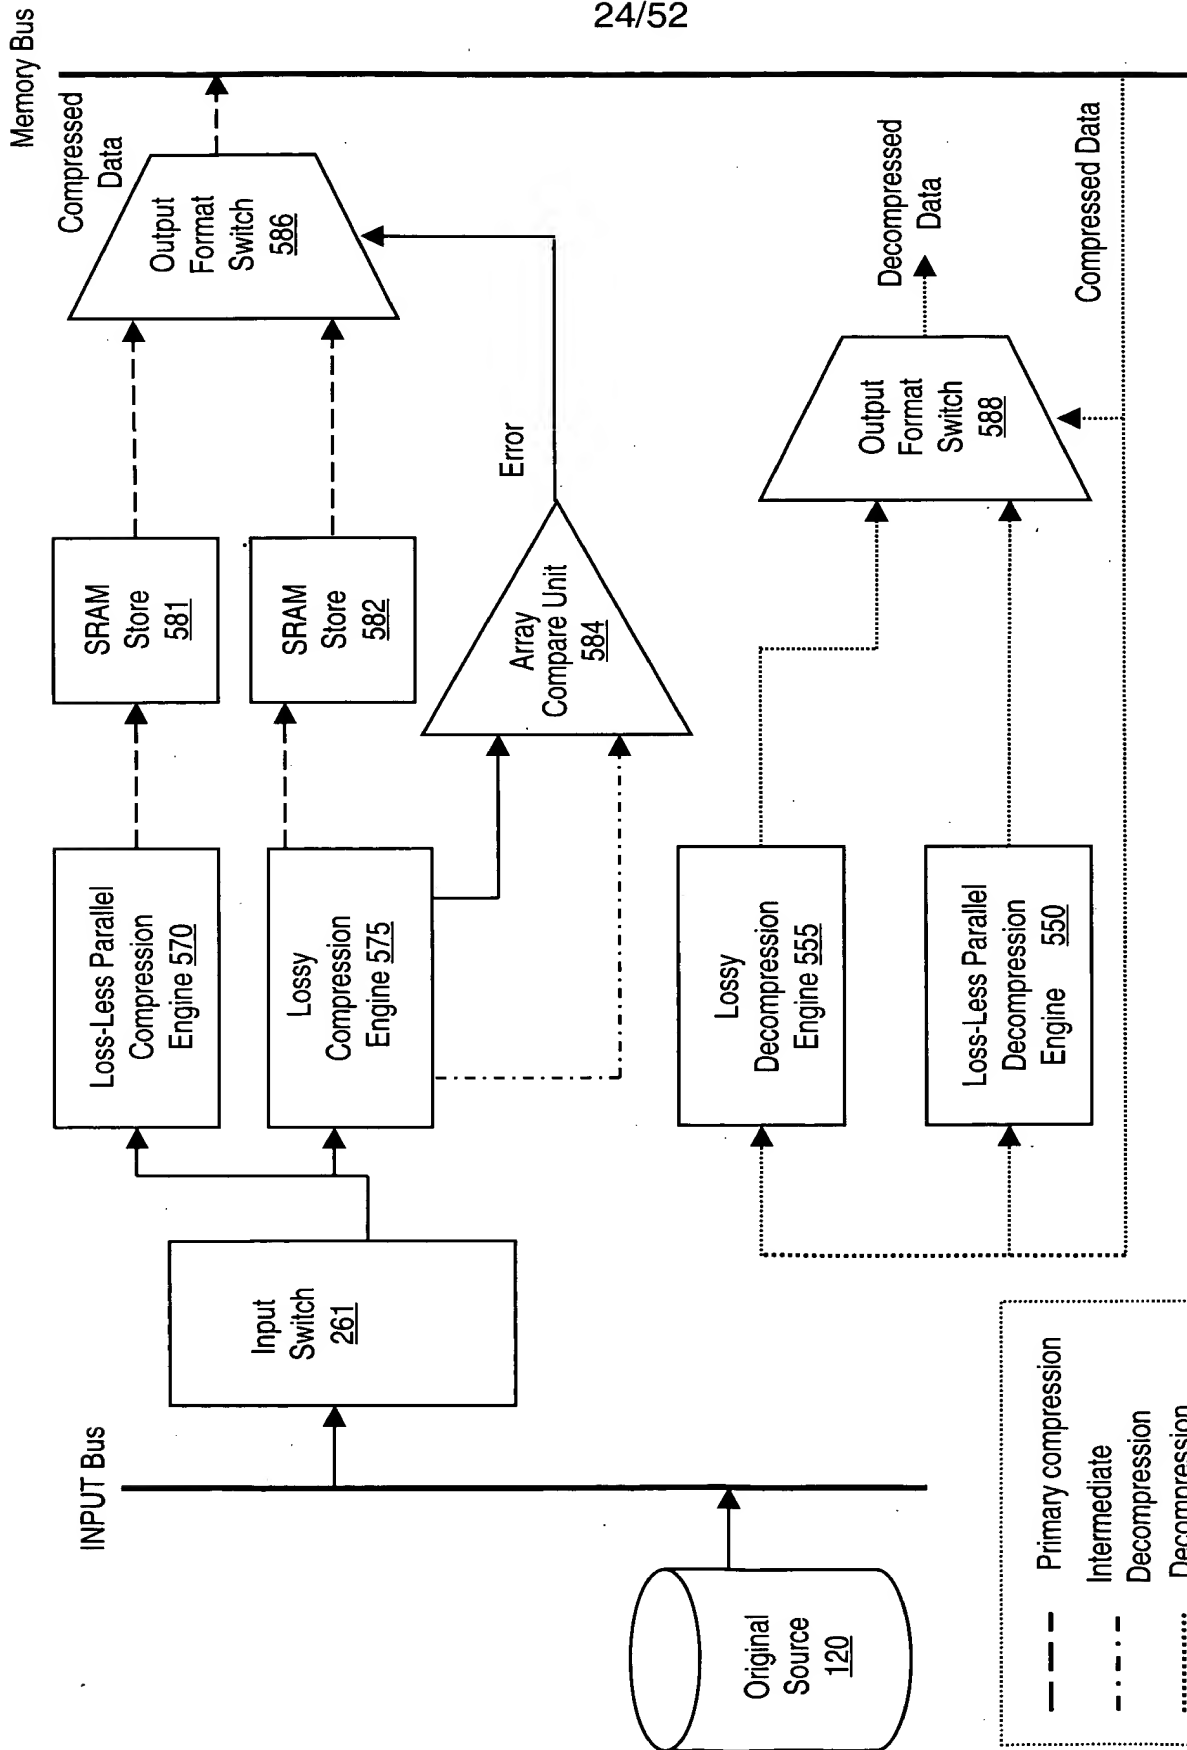 24/52
Memory Bus
Compressed
Data
Output
Format
Switch
586
SRAM
Store
581
SRAM
Store
582
Error
Array
Compare Unit
584
Loss-Less Parallel
Compression
Engine 570
Lossy
Compression
Engine 575
Input
Switch
261
INPUT Bus
Original
Source
120
Decompressed
Data
Output
Format
Switch
588
Compressed Data
Lossy
Decompression
Engine 555
Loss-Less Parallel
Decompression
Engine 550
Primary compression
Intermediate
Decompression
Decompression